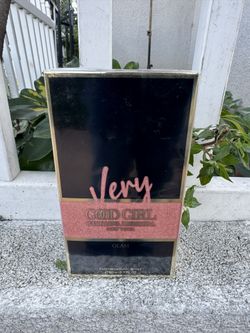 Very
GOOD GIRL
CAROLINA HERRERA
NEW YORK
GLAM